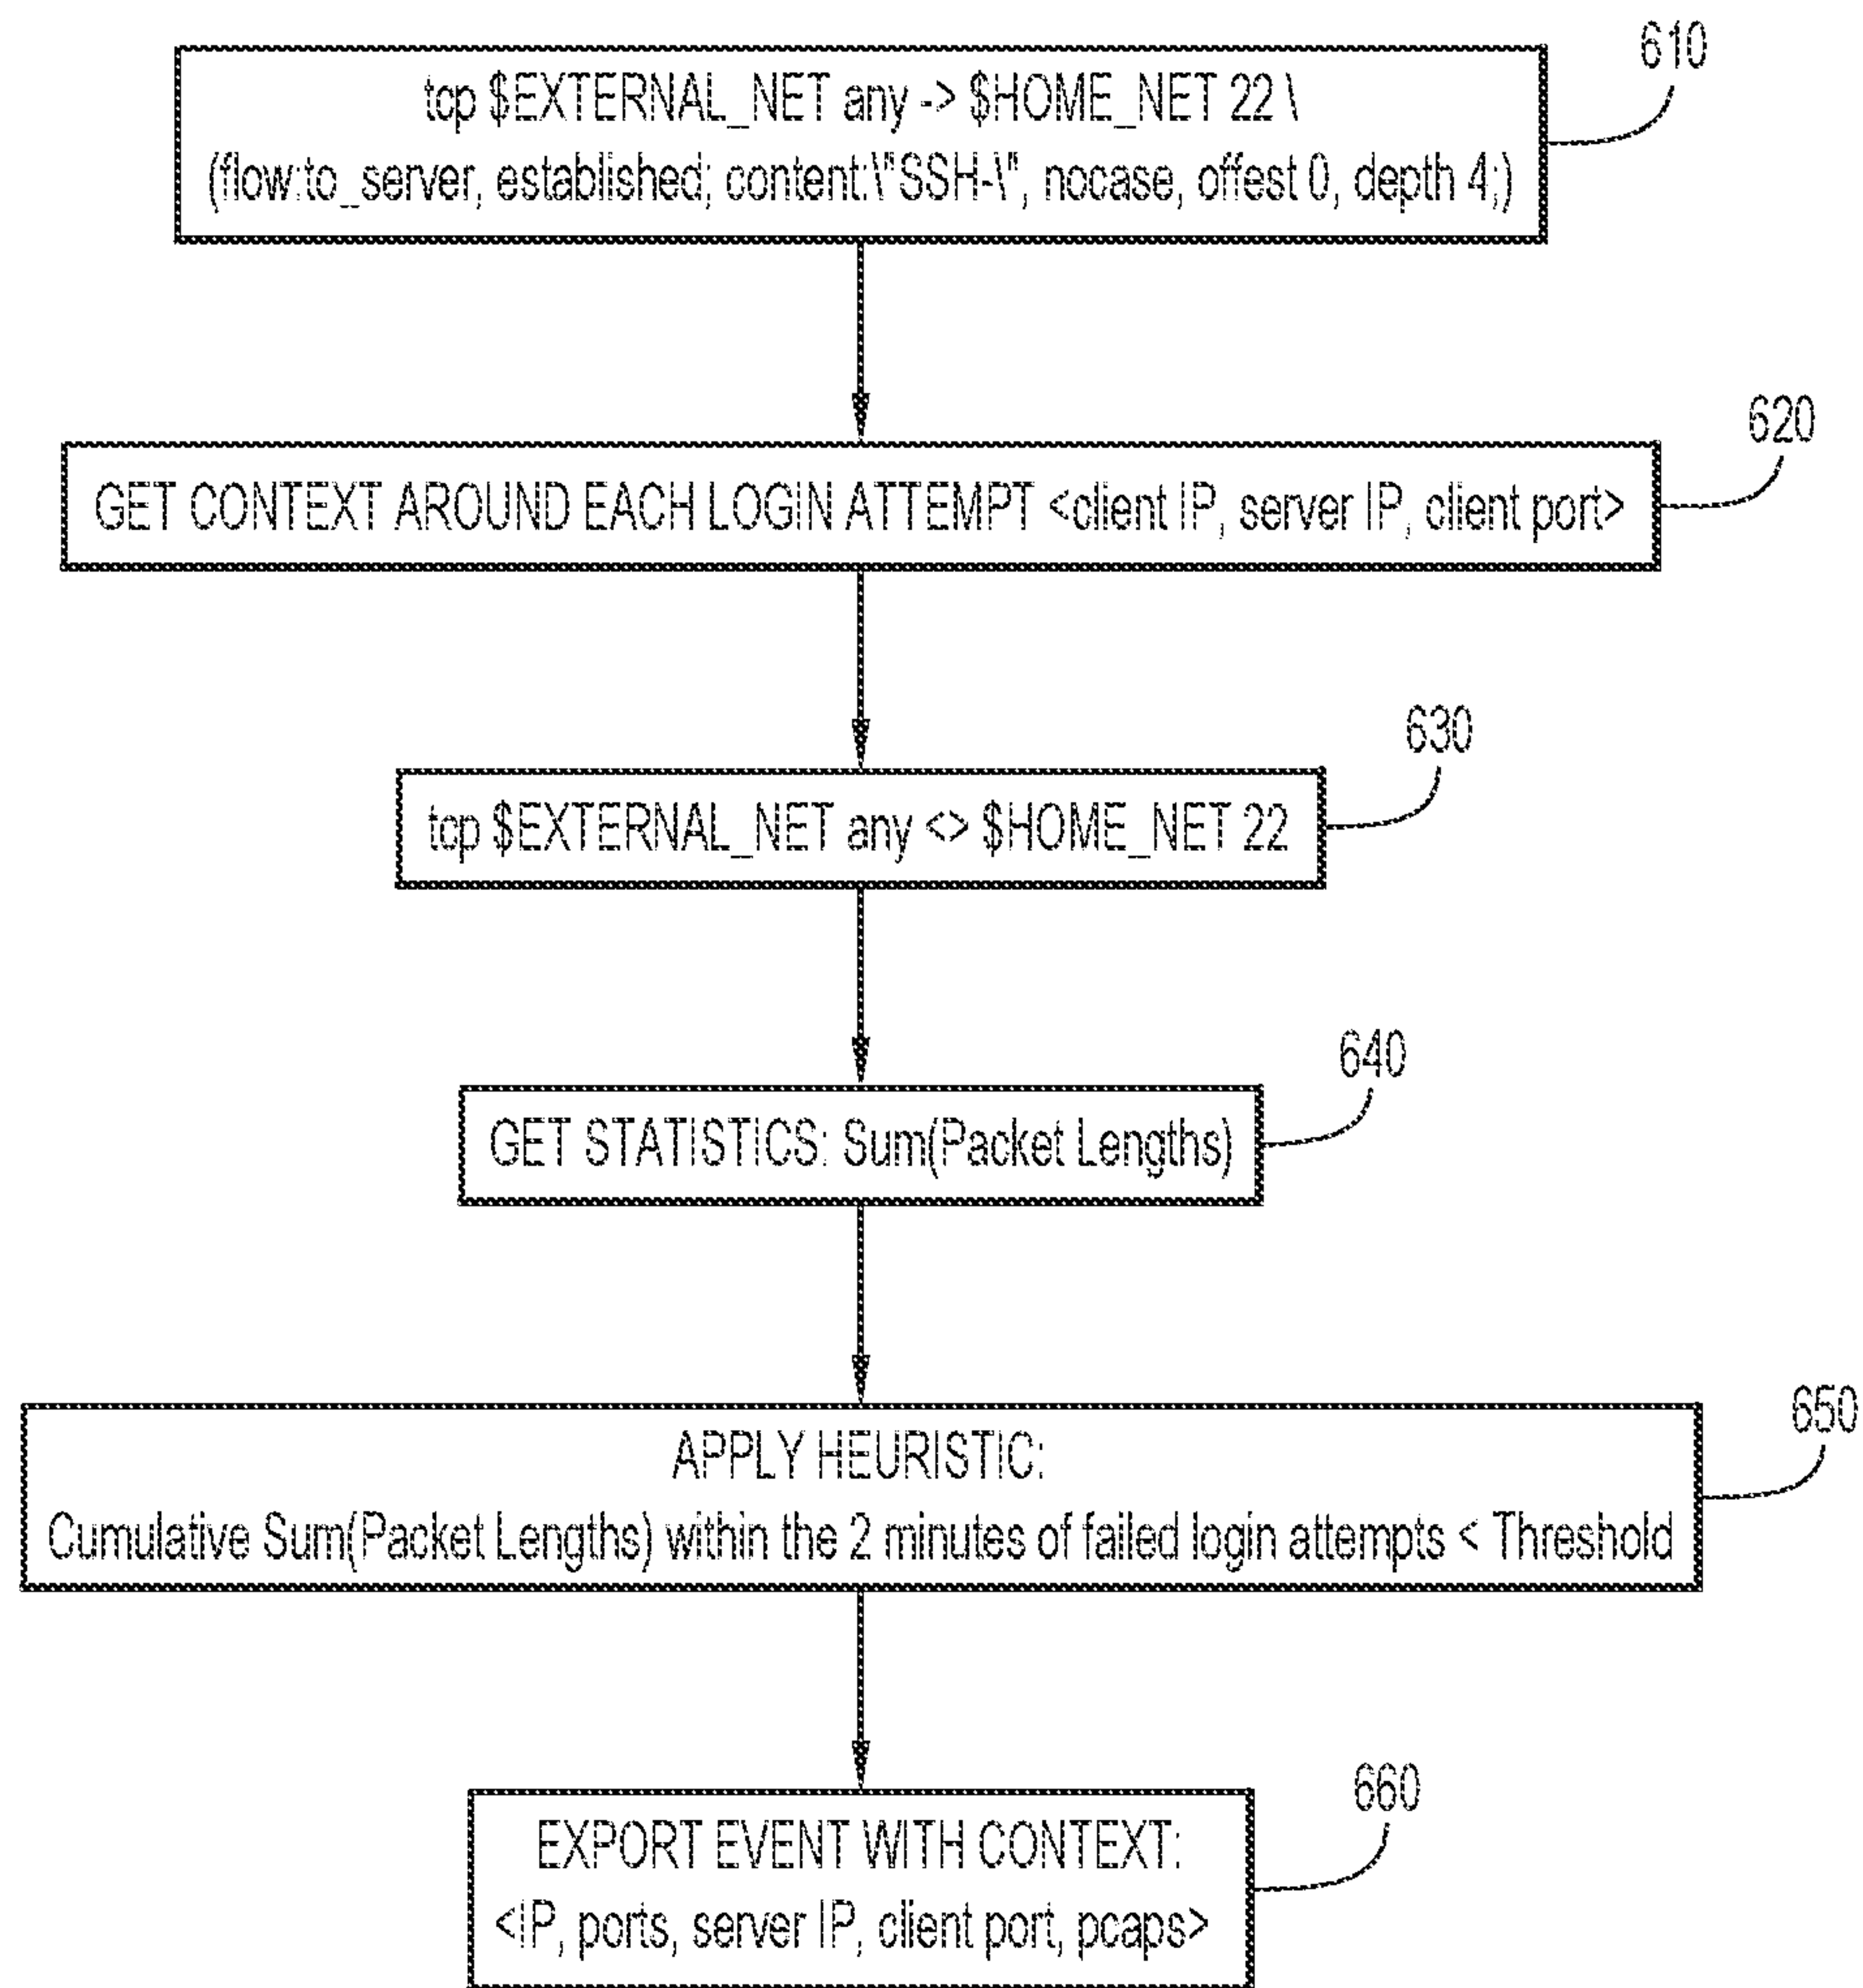 610
tcp $EXTERNAL_NET any -> $HOME_NET 22 \
(flow:to_server, established; content:\"SSH-\", nocase, offest 0, depth 4;)
620
GET CONTEXT AROUND EACH LOGIN ATTEMPT <client IP, server IP, client port>
630
tcp $EXTERNAL_NET any <> $HOME_NET 22
640
GET STATISTICS: Sum(Packet Lengths)
650
APPLY HEURISTIC:
Cumulative Sum(Packet Lengths) within the 2 minutes of failed login attempts < Threshold
660
EXPORT EVENT WITH CONTEXT:
<IP, ports, server IP, client port, pcaps>